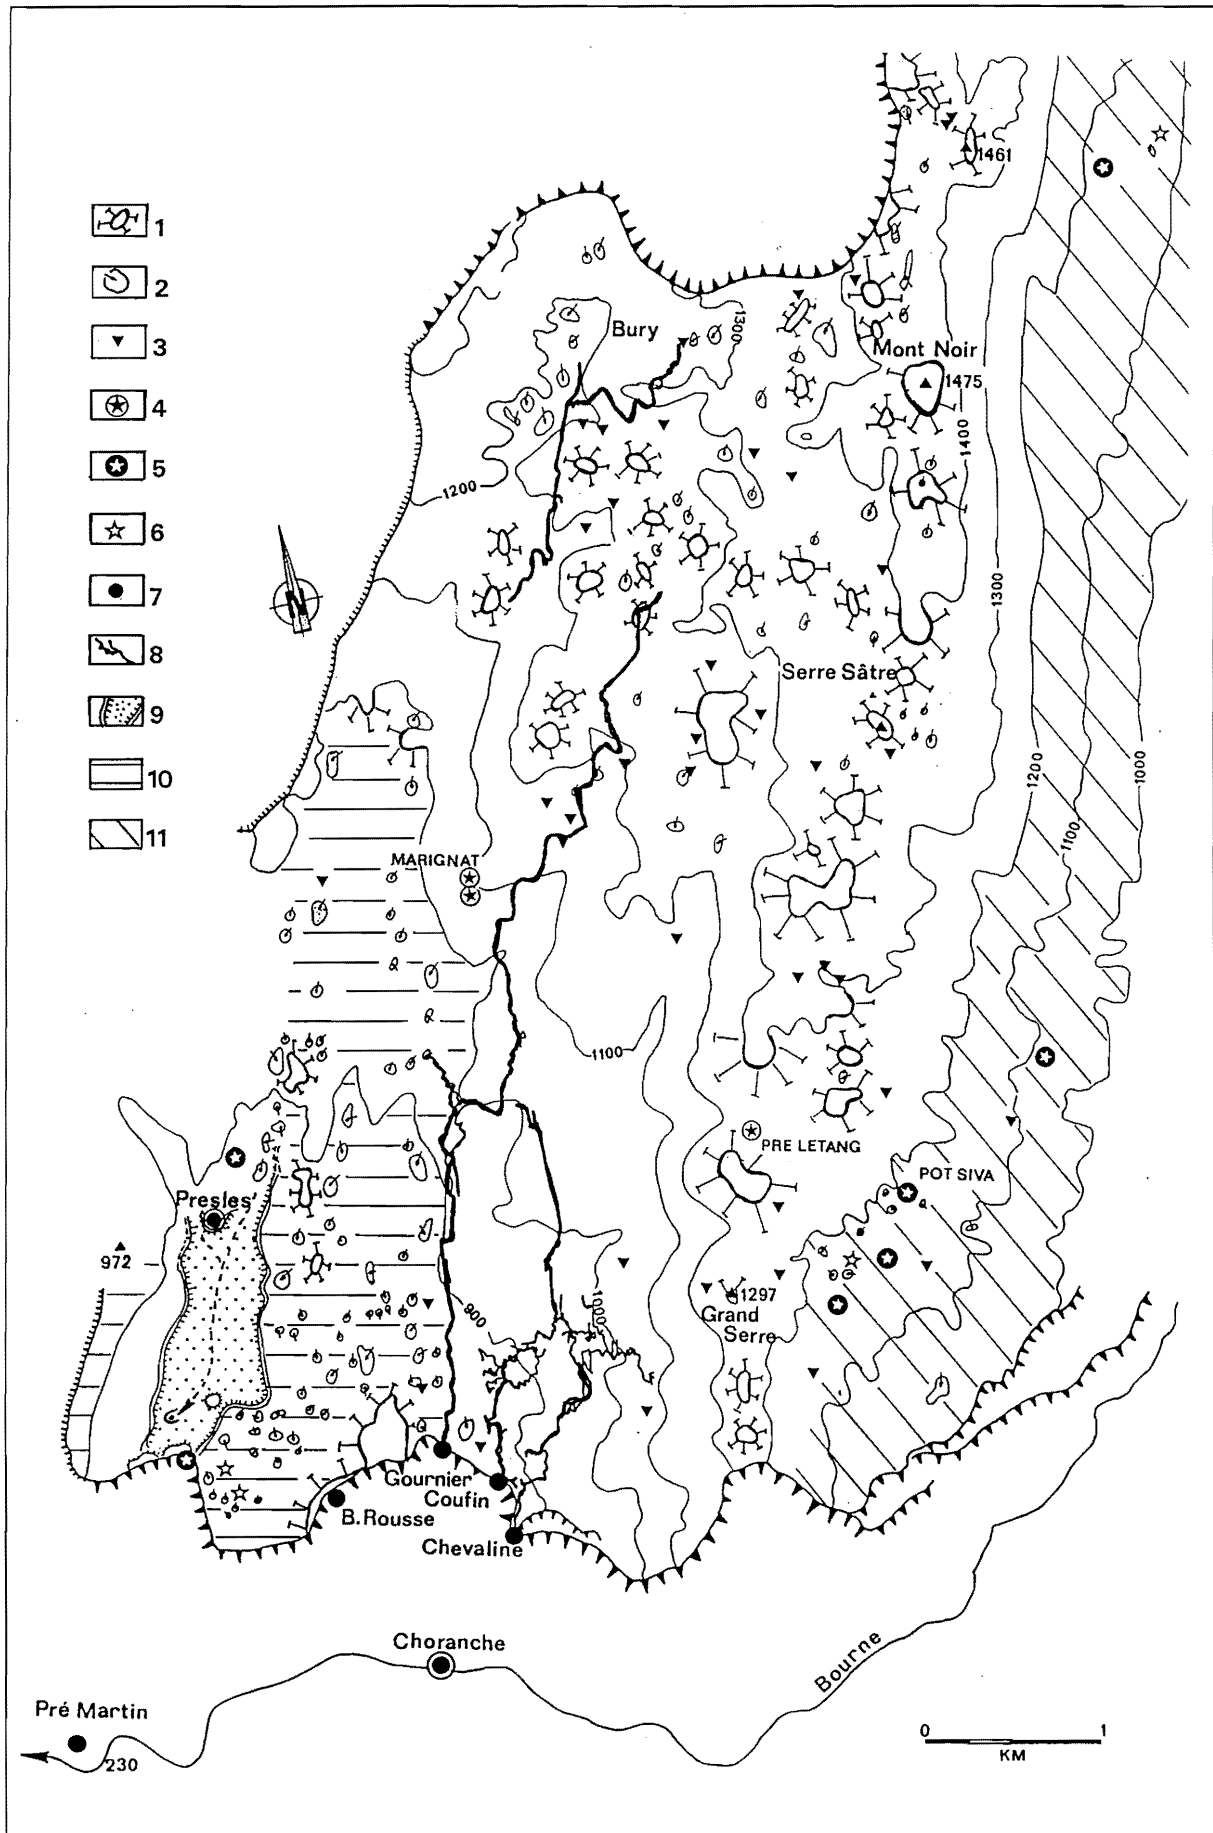 1461
1
2
3
4
5
6
7
8
9
10
11
Bury
1300
Mont Noir
1475
1400
1200
N
1300
Serre Sâtre
1200
1100
1000
MARIGNAT
1100
PRE LETANG
POT SIVA
Presles
972
1297
Grand
Serre
900
1000
Gournier
Coufin
B.Rousse
Chevaline
Choranche
Bourne
Pré Martin
230
0 1
KM